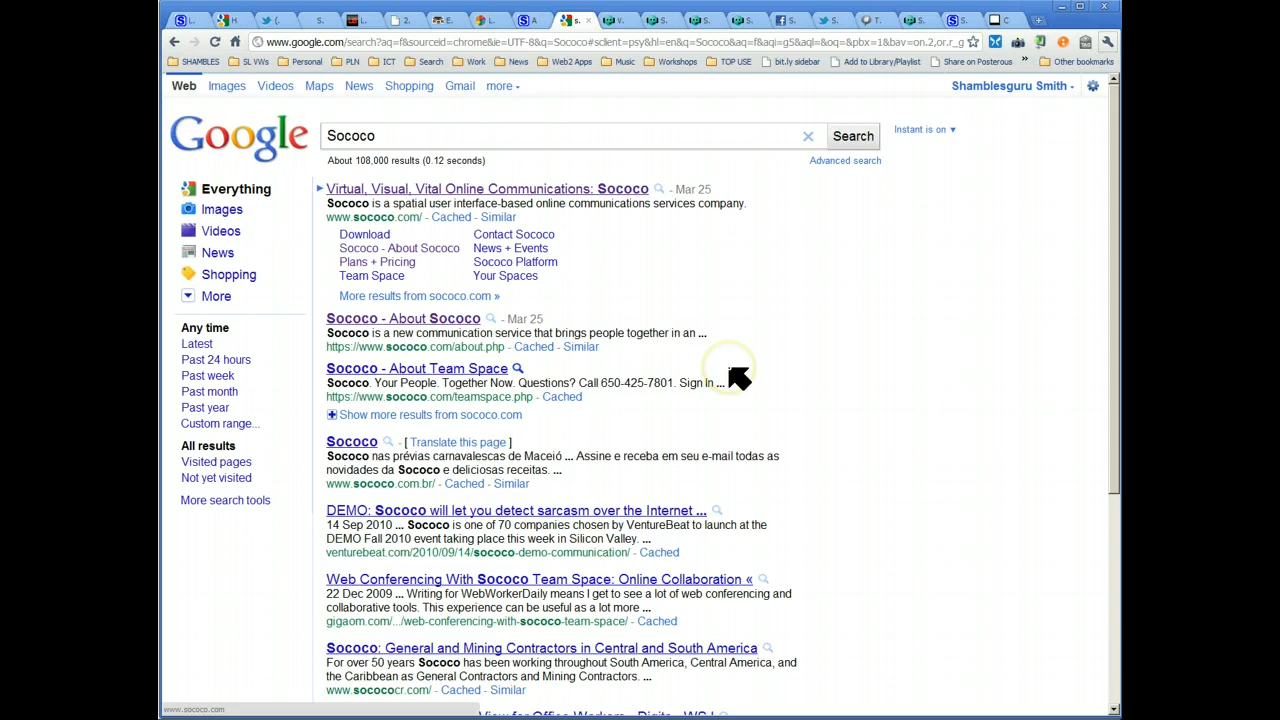 L.
H
(.
S.
L
2.
E.
L.
A
s.
V.
S.
S.
S.
S.
S.
T.
S.
S.
C
www.google.com/search?aq=f&sourceid=chrome&ie=UTF-8&q=Sococo#sclient=psy&hl=en&q=Sococo&aq=f&aqi=g5&aql=&oq=&pbx=1&bav=on.2,or.r_g
SHAMBLES SL VWs Personal PLN ICT Search Work News Web2 Apps Music Workshops TOP USE bit.ly sidebar Add to Library/Playlist Share on Posterous » Other bookmarks
Web Images Videos Maps News Shopping Gmail more Shamblesguru Smith
Google
Sococo
Search
Instant is on ▼
About 108,000 results (0.12 seconds)
Advanced search
Everything
Images
Videos
News
Shopping
More
Any time
Latest
Past 24 hours
Past week
Past month
Past year
Custom range...
All results
Visited pages
Not yet visited
More search tools
Virtual, Visual, Vital Online Communications: Sococo - Mar 25
Sococo is a spatial user interface-based online communications services company.
www.sococo.com/ - Cached - Similar
Download Contact Sococo
Sococo - About Sococo News + Events
Plans + Pricing Sococo Platform
Team Space Your Spaces
More results from sococo.com »
Sococo - About Sococo - Mar 25
Sococo is a new communication service that brings people together in an ...
https://www.sococo.com/about.php - Cached - Similar
Sococo - About Team Space
Sococo. Your People. Together Now. Questions? Call 650-425-7801. Sign In ...
https://www.sococo.com/teamspace.php - Cached
Show more results from sococo.com
Sococo - [ Translate this page ]
Sococo nas prévias carnavalescas de Maceió ... Assine e receba em seu e-mail todas as
novidades da Sococo e deliciosas receitas. ...
www.sococo.com.br/ - Cached - Similar
DEMO: Sococo will let you detect sarcasm over the Internet ...
14 Sep 2010 ... Sococo is one of 70 companies chosen by VentureBeat to launch at the
DEMO Fall 2010 event taking place this week in Silicon Valley. ...
venturebeat.com/2010/09/14/sococo-demo-communication/ - Cached
Web Conferencing With Sococo Team Space: Online Collaboration «
22 Dec 2009 ... Writing for WebWorkerDaily means I get to see a lot of web conferencing and
collaborative tools. This experience can be useful as a lot more ...
gigaom.com/.../web-conferencing-with-sococo-team-space/ - Cached
Sococo: General and Mining Contractors in Central and South America
For over 50 years Sococo has been working throughout South America, Central America, and
the Caribbean as General Contractors and Mining Contractors. ...
www.sococo cr.com/ - Cached - Similar
View for Office Workers - Digits - WSJ
www.sococo.com